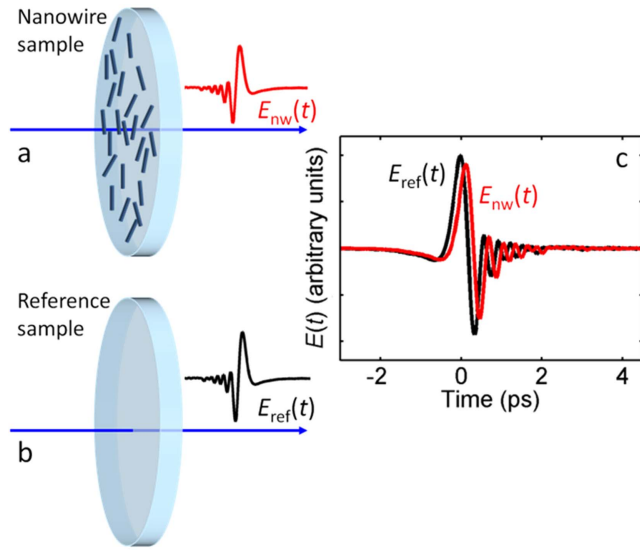 Nanowire
sample
E_nw(t)
a
Reference
sample
E_ref(t)
b
c
E_ref(t)
E_nw(t)
E(t) (arbitrary units)
-2 0 2 4
Time (ps)